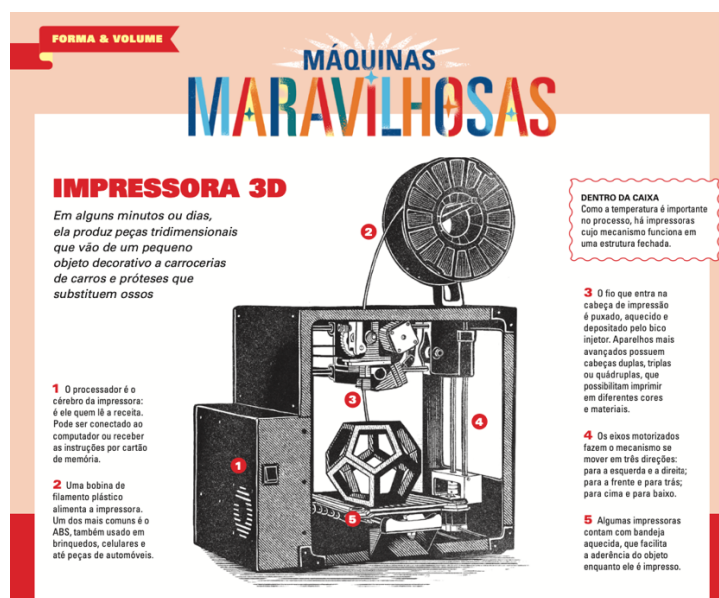 FORMA & VOLUME
MÁQUINAS
MARAVILHOSAS
IMPRESSORA 3D
Em alguns minutos ou dias,
ela produz peças tridimensionais
que vão de um pequeno
objeto decorativo a carrocerias
de carros e próteses que
substituem ossos
1 O processador é o
cérebro da impressora:
é ele quem lê a receita.
Pode ser conectado ao
computador ou receber
as instruções por cartão
de memória.
2 Uma bobina de
filamento plástico
alimenta a impressora.
Um dos mais comuns é o
ABS, também usado em
brinquedos, celulares e
até peças de automóveis.
2
3
1
4
5
DENTRO DA CAIXA
Como a temperatura é importante
no processo, há impressoras
cujo mecanismo funciona em
uma estrutura fechada.
3 O fio que entra na
cabeça de impressão
é puxado, aquecido e
depositado pelo bico
injetor. Aparelhos mais
avançados possuem
cabeças duplas, triplas
ou quádruplas, que
possibilitam imprimir
em diferentes cores
e materiais.
4 Os eixos motorizados
fazem o mecanismo se
mover em três direções:
para a esquerda e a direita;
para a frente e para trás;
para cima e para baixo.
5 Algumas impressoras
contam com bandeja
aquecida, que facilita
a aderência do objeto
enquanto ele é impresso.